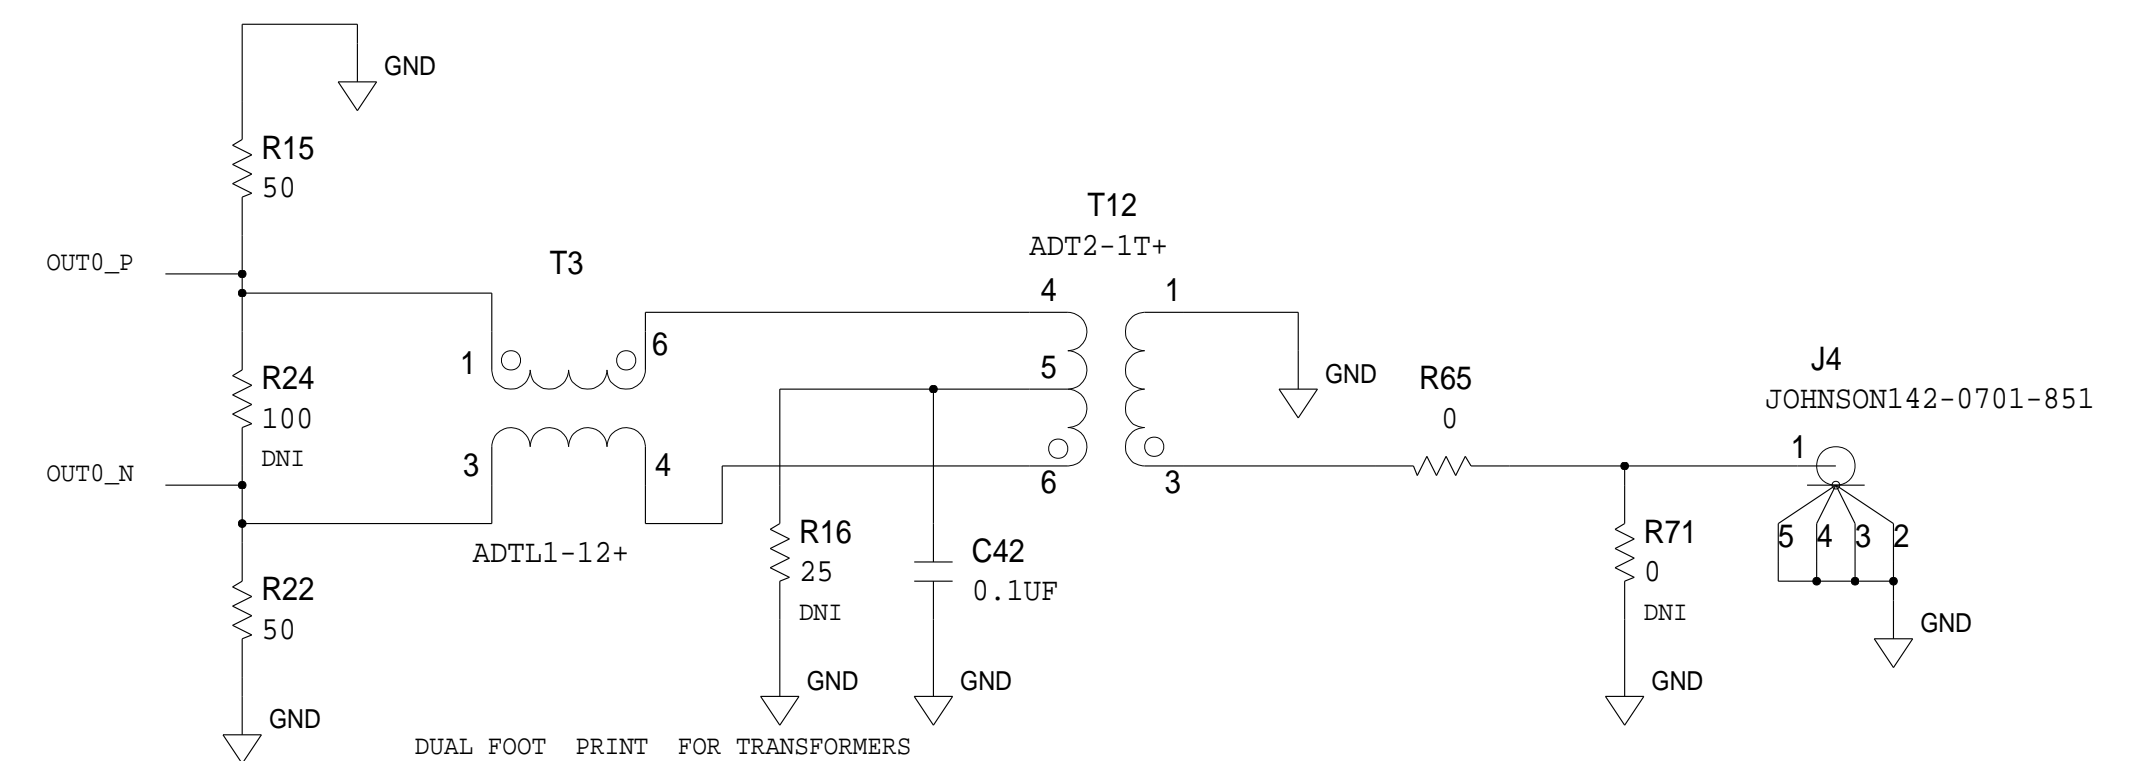 GND
R15
50
T12
ADT2-1T+
OUT0_P
T3
4
1
1
6
5
GND
R65
0
J4
JOHNSON142-0701-851
R24
100
DNI
OUT0_N
3
4
6
3
1
ADTL1-12+
R16
25
DNI
C42
0.1UF
R71
0
DNI
5
4
3
2
R22
50
GND
GND
GND
GND
GND
DUAL FOOT PRINT FOR TRANSFORMERS